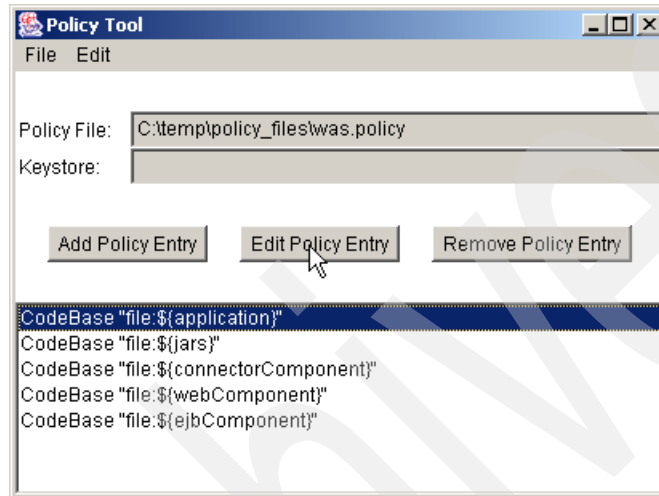 Policy Tool
File Edit
Policy File: C:\temp\policy_files\was.policy
Keystore:
Add Policy Entry Edit Policy Entry Remove Policy Entry
CodeBase "file:${application}"
CodeBase "file:${jars}"
CodeBase "file:${connectorComponent}"
CodeBase "file:${webComponent}"
CodeBase "file:${ejbComponent}"